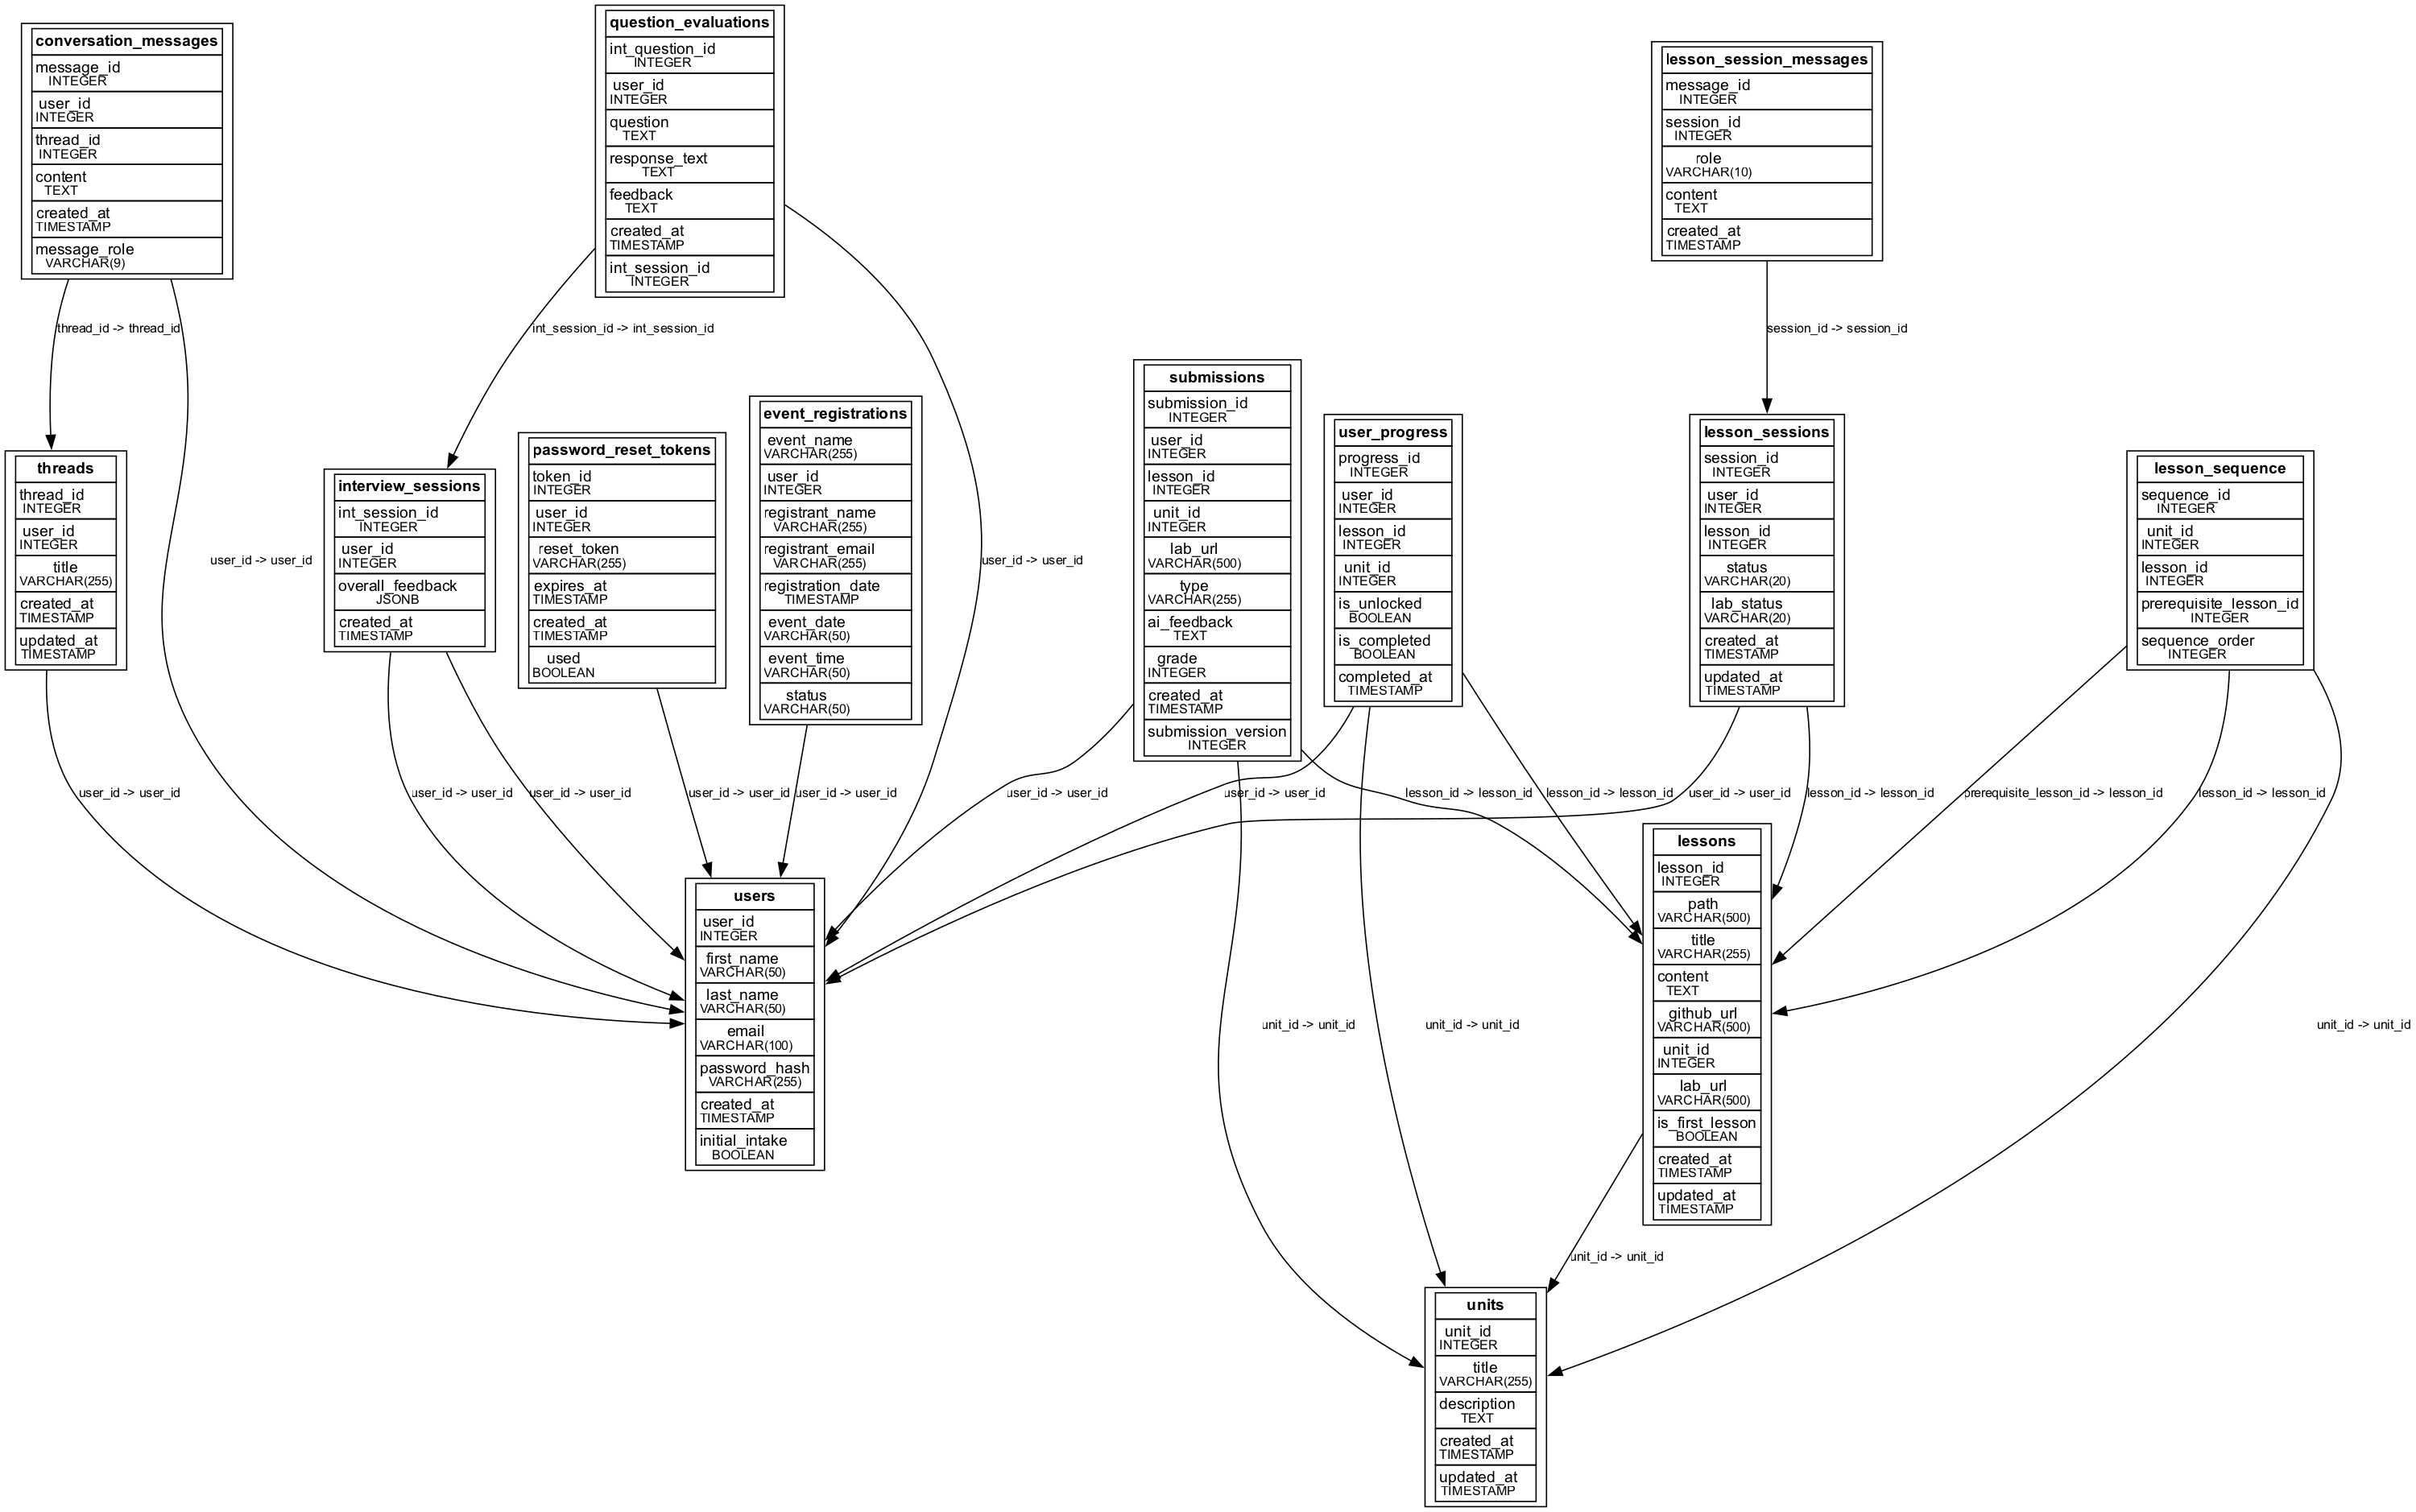 conversation_messages
message_id
INTEGER
user_id
INTEGER
thread_id
INTEGER
content
TEXT
created_at
TIMESTAMP
message_role
VARCHAR(9)
question_evaluations
int_question_id
INTEGER
user_id
INTEGER
question
TEXT
response_text
TEXT
feedback
TEXT
created_at
TIMESTAMP
int_session_id
INTEGER
lesson_session_messages
message_id
INTEGER
session_id
INTEGER
role
VARCHAR(10)
content
TEXT
created_at
TIMESTAMP
thread_id -> thread_id
int_session_id -> int_session_id
session_id -> session_id
threads
thread_id
INTEGER
user_id
INTEGER
title
VARCHAR(255)
created_at
TIMESTAMP
updated_at
TIMESTAMP
user_id -> user_id
interview_sessions
int_session_id
INTEGER
user_id
INTEGER
overall_feedback
JSONB
created_at
TIMESTAMP
password_reset_tokens
token_id
INTEGER
user_id
INTEGER
reset_token
VARCHAR(255)
expires_at
TIMESTAMP
created_at
TIMESTAMP
used
BOOLEAN
event_registrations
event_name
VARCHAR(255)
user_id
INTEGER
registrant_name
VARCHAR(255)
registrant_email
VARCHAR(255)
registration_date
TIMESTAMP
event_date
VARCHAR(50)
event_time
VARCHAR(50)
status
VARCHAR(50)
user_id -> user_id
submissions
submission_id
INTEGER
user_id
INTEGER
lesson_id
INTEGER
unit_id
INTEGER
lab_url
VARCHAR(500)
type
VARCHAR(255)
ai_feedback
TEXT
grade
INTEGER
created_at
TIMESTAMP
submission_version
INTEGER
user_progress
progress_id
INTEGER
user_id
INTEGER
lesson_id
INTEGER
unit_id
INTEGER
is_unlocked
BOOLEAN
is_completed
BOOLEAN
completed_at
TIMESTAMP
lesson_sessions
session_id
INTEGER
user_id
INTEGER
lesson_id
INTEGER
status
VARCHAR(20)
lab_status
VARCHAR(20)
created_at
TIMESTAMP
updated_at
TIMESTAMP
lesson_sequence
sequence_id
INTEGER
unit_id
INTEGER
lesson_id
INTEGER
prerequisite_lesson_id
INTEGER
sequence_order
INTEGER
user_id -> user_id
user_id -> user_id
user_id -> user_id
user_id -> user_id
user_id -> user_id
user_id -> user_id
user_id -> user_id
lesson_id -> lesson_id
lesson_id -> lesson_id
user_id -> user_id
lesson_id -> lesson_id
prerequisite_lesson_id -> lesson_id
lesson_id -> lesson_id
users
user_id
INTEGER
first_name
VARCHAR(50)
last_name
VARCHAR(50)
email
VARCHAR(100)
password_hash
VARCHAR(255)
created_at
TIMESTAMP
initial_intake
BOOLEAN
unit_id -> unit_id
unit_id -> unit_id
lessons
lesson_id
INTEGER
path
VARCHAR(500)
title
VARCHAR(255)
content
TEXT
github_url
VARCHAR(500)
unit_id
INTEGER
lab_url
VARCHAR(500)
is_first_lesson
BOOLEAN
created_at
TIMESTAMP
updated_at
TIMESTAMP
unit_id -> unit_id
unit_id -> unit_id
units
unit_id
INTEGER
title
VARCHAR(255)
description
TEXT
created_at
TIMESTAMP
updated_at
TIMESTAMP